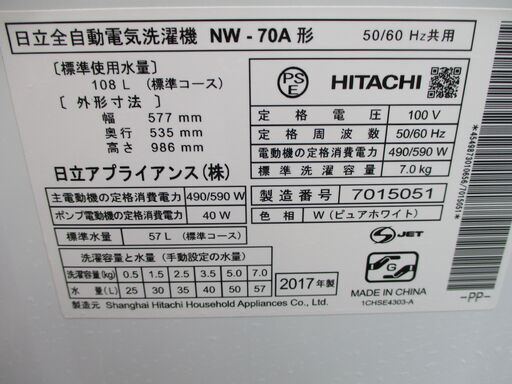 日立全自動電気洗濯機 NW-70A 形 50/60 Hz共用
[標準使用水量]
108 L (標準コース)
[外形寸法]
幅 577 mm
奥行 535 mm
高さ 986 mm
日立アプライアンス(株)
PSE HITACHI
定格電圧 100 V
定格周波数 50/60 Hz
電動機の定格消費電力 490/590 W
標準洗濯容量 7.0 kg
主電動機の定格消費電力 490/590 W
ポンプ電動機の定格消費電力 40 W
製造番号 7015051
色相 W (ピュアホワイト)
標準水量 57 L (標準コース)
洗濯容量と水量 (手動設定の水量)
洗濯容量(kg) 0.5 1.5 2.5 3.5 5.0 7.0
水量(L) 25 30 35 40 50 57
2017年製
JET
G
MADE IN CHINA
1CHSE4303-A
製造元 Shanghai Hitachi Household Appliances Co., Ltd.
-PP-